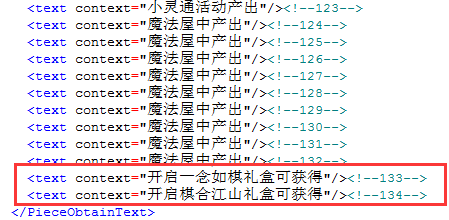 <text context="小灵通活动产出"/><!--123-->
<text context="魔法屋中产出"/><!--124-->
<text context="魔法屋中产出"/><!--125-->
<text context="魔法屋中产出"/><!--126-->
<text context="魔法屋中产出"/><!--127-->
<text context="魔法屋中产出"/><!--128-->
<text context="魔法屋中产出"/><!--129-->
<text context="魔法屋中产出"/><!--130-->
<text context="魔法屋中产出"/><!--131-->
<text context="魔法屋中产出"/><!--132-->
<text context="开启一念如棋礼盒可获得"/><!--133-->
<text context="开启棋合江山礼盒可获得"/><!--134-->
</PieceObtainText>